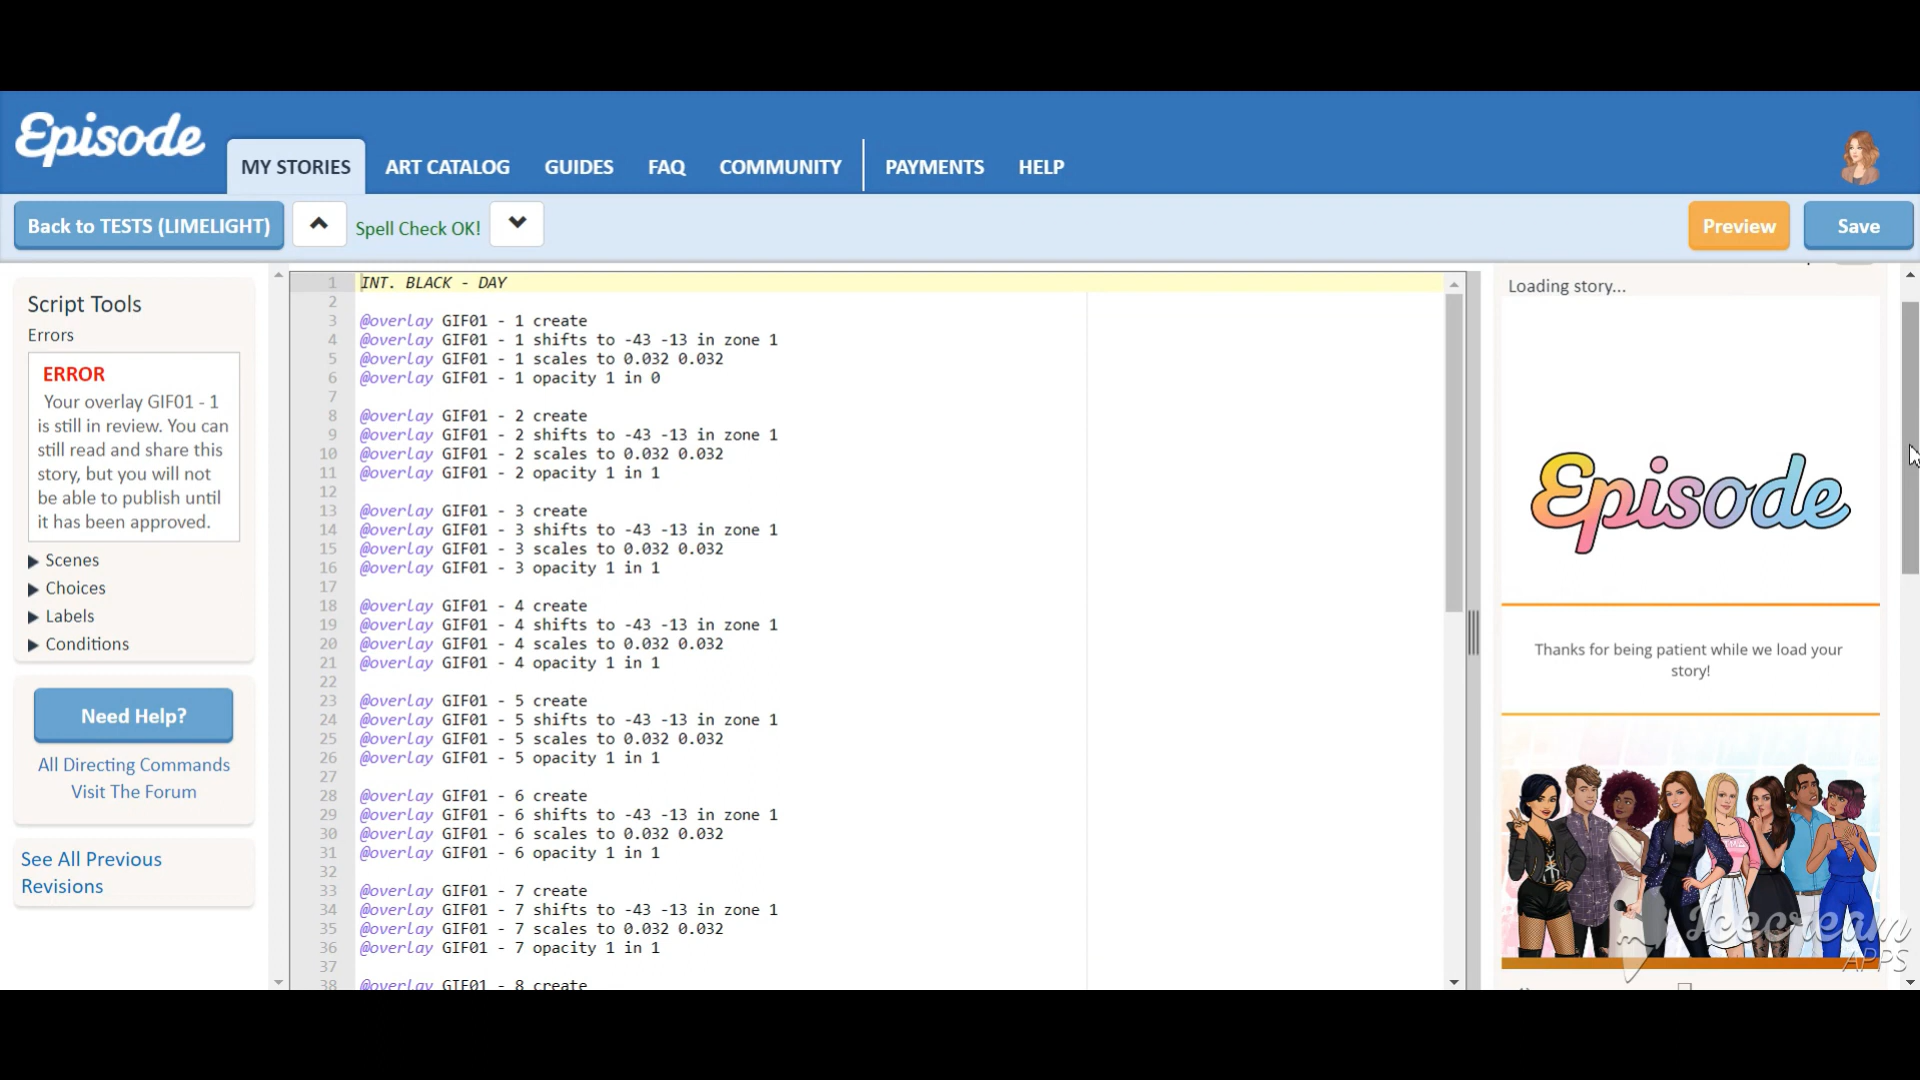 Episode
MY STORIES
ART CATALOG
GUIDES
FAQ
COMMUNITY
PAYMENTS
HELP
Back to TESTS (LIMELIGHT)
Spell Check OK!
Preview
Save
Script Tools
Errors
ERROR
Your overlay GIF01 - 1
is still in review. You can
still read and share this
story, but you will not
be able to publish until
it has been approved.
Scenes
Choices
Labels
Conditions
Need Help?
All Directing Commands
Visit The Forum
See All Previous
Revisions
1 INT. BLACK - DAY
2
3 @overlay GIF01 - 1 create
4 @overlay GIF01 - 1 shifts to -43 -13 in zone 1
5 @overlay GIF01 - 1 scales to 0.032 0.032
6 @overlay GIF01 - 1 opacity 1 in 0
7
8 @overlay GIF01 - 2 create
9 @overlay GIF01 - 2 shifts to -43 -13 in zone 1
10 @overlay GIF01 - 2 scales to 0.032 0.032
11 @overlay GIF01 - 2 opacity 1 in 1
12
13 @overlay GIF01 - 3 create
14 @overlay GIF01 - 3 shifts to -43 -13 in zone 1
15 @overlay GIF01 - 3 scales to 0.032 0.032
16 @overlay GIF01 - 3 opacity 1 in 1
17
18 @overlay GIF01 - 4 create
19 @overlay GIF01 - 4 shifts to -43 -13 in zone 1
20 @overlay GIF01 - 4 scales to 0.032 0.032
21 @overlay GIF01 - 4 opacity 1 in 1
22
23 @overlay GIF01 - 5 create
24 @overlay GIF01 - 5 shifts to -43 -13 in zone 1
25 @overlay GIF01 - 5 scales to 0.032 0.032
26 @overlay GIF01 - 5 opacity 1 in 1
27
28 @overlay GIF01 - 6 create
29 @overlay GIF01 - 6 shifts to -43 -13 in zone 1
30 @overlay GIF01 - 6 scales to 0.032 0.032
31 @overlay GIF01 - 6 opacity 1 in 1
32
33 @overlay GIF01 - 7 create
34 @overlay GIF01 - 7 shifts to -43 -13 in zone 1
35 @overlay GIF01 - 7 scales to 0.032 0.032
36 @overlay GIF01 - 7 opacity 1 in 1
37
38 @overlay GIF01 - 8 create
Loading story...
Episode
Thanks for being patient while we load your
story!
Icecream
APPS